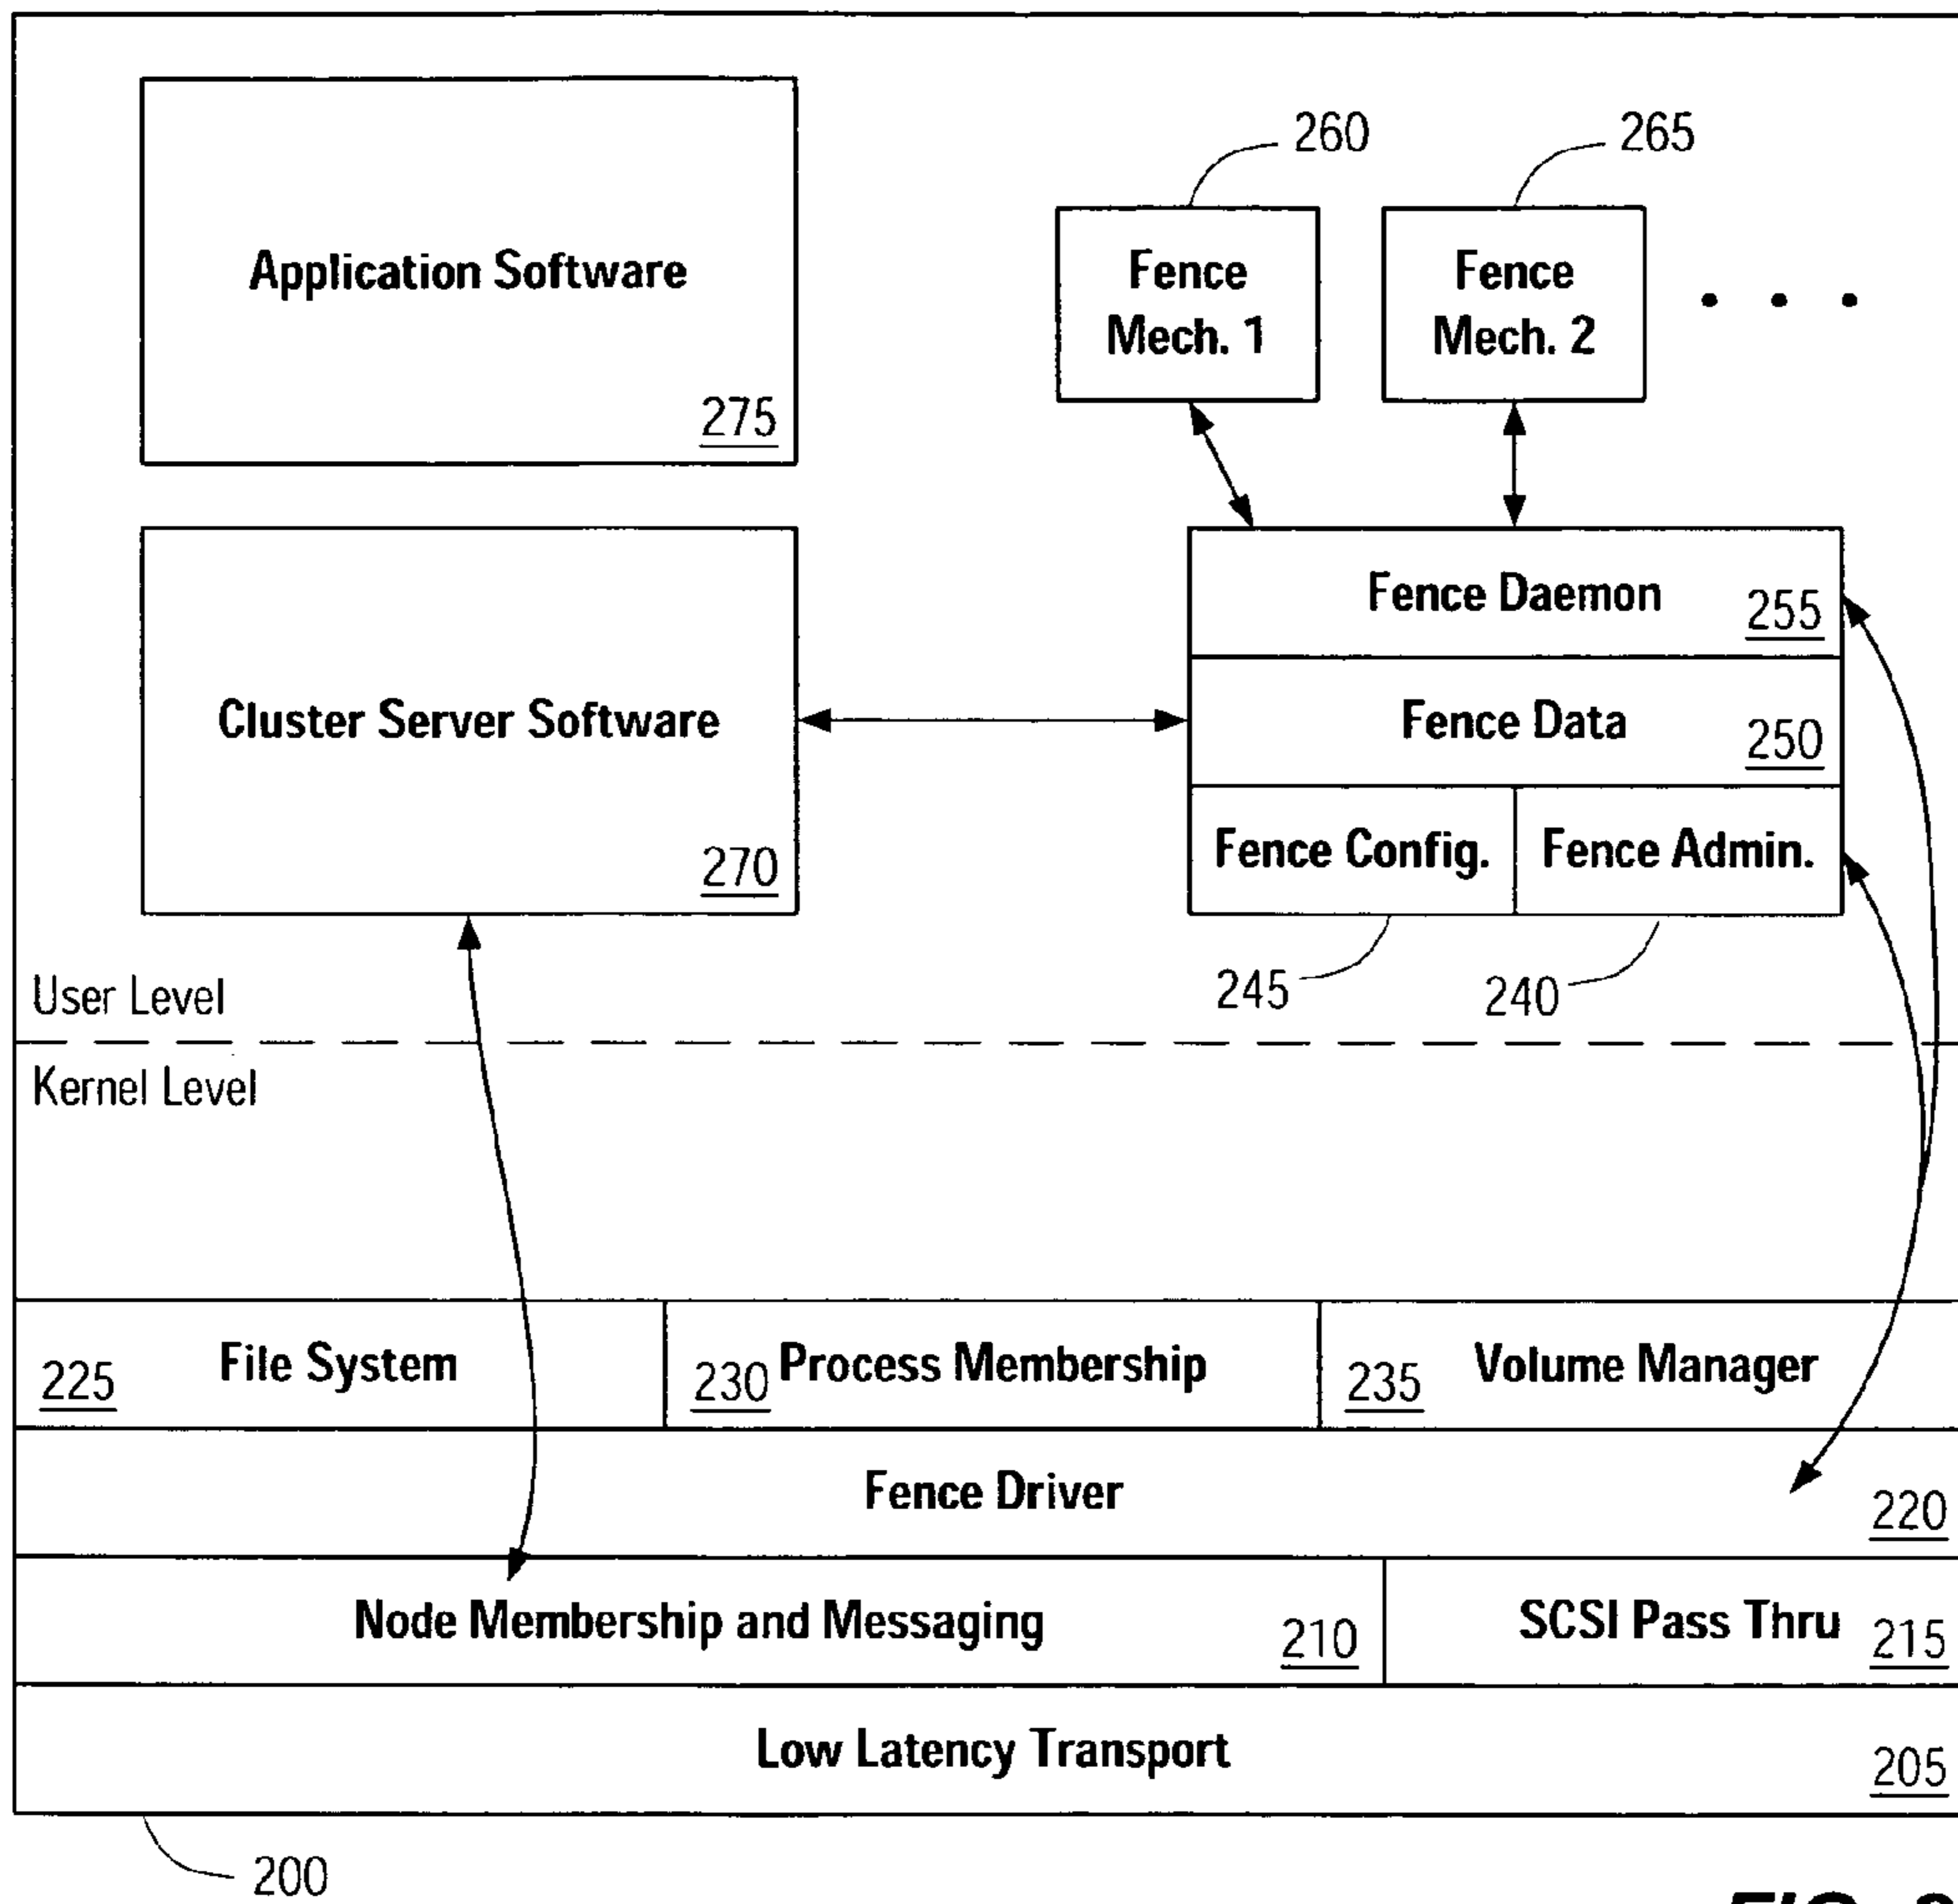 260
265
Application Software
275
Fence
Mech. 1
Fence
Mech. 2
Cluster Server Software
270
Fence Daemon
255
Fence Data
250
Fence Config.
Fence Admin.
245
240
User Level
Kernel Level
225
File System
230
Process Membership
235
Volume Manager
Fence Driver
220
Node Membership and Messaging
210
SCSI Pass Thru
215
Low Latency Transport
205
200